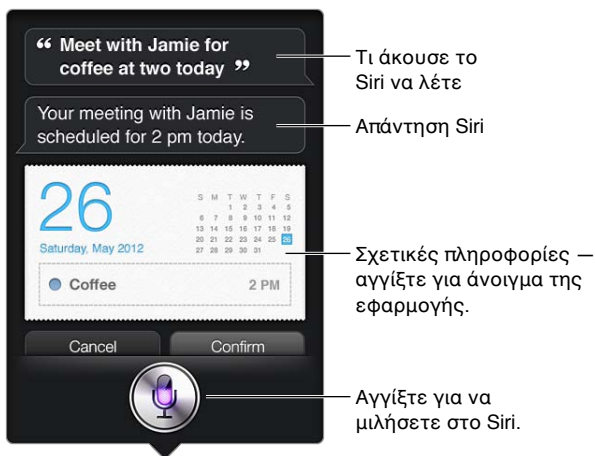 “ Meet with Jamie for
coffee at two today ”
Your meeting with Jamie is
scheduled for 2 pm today.
26
Saturday, May 2012
S M T W T F S
1 2 3 4 5
6 7 8 9 10 11 12
13 14 15 16 17 18 19
20 21 22 23 24 25 26
27 28 29 30 31
Coffee 2 PM
Cancel Confirm
Τι άκουσε το
Siri να λέτε
Απάντηση Siri
Σχετικές πληροφορίες —
αγγίξτε για άνοιγμα της
εφαρμογής.
Αγγίξτε για να
μιλήσετε στο Siri.